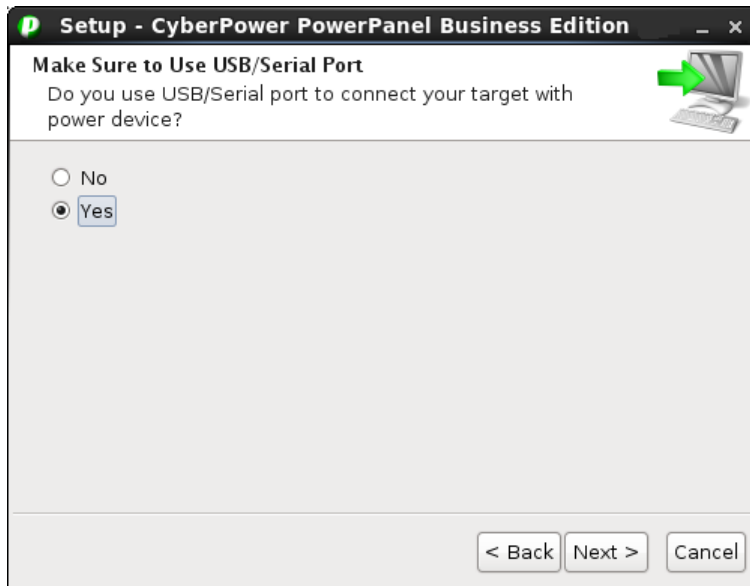 Setup - CyberPower PowerPanel Business Edition
Make Sure to Use USB/Serial Port
Do you use USB/Serial port to connect your target with
power device?
No
Yes
< Back Next > Cancel